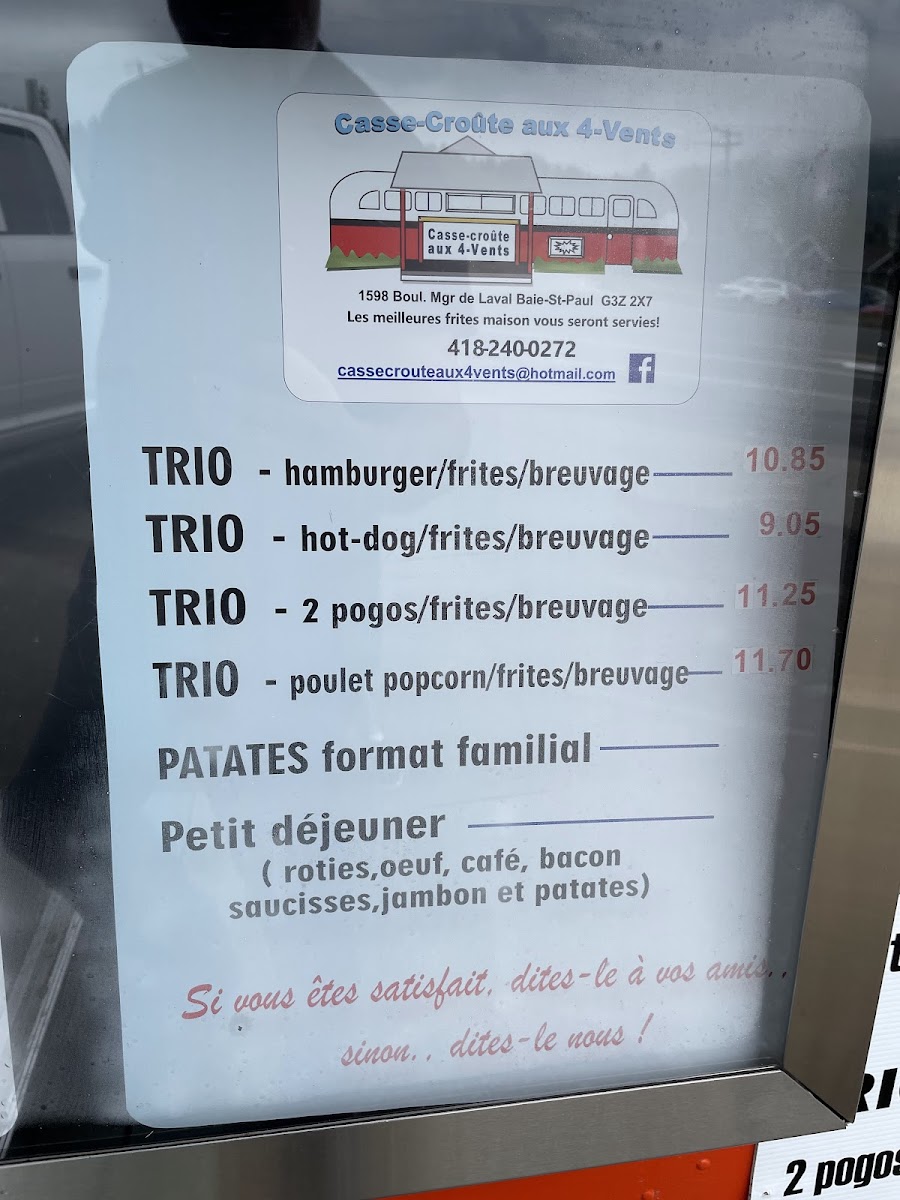 Casse-Croûte aux 4-Vents
Casse-croûte
aux 4-Vents
1598 Boul. Mgr de Laval Baie-St-Paul G3Z 2X7
Les meilleures frites maison vous seront servies!
418-240-0272
cassecrouteaux4vents@hotmail.com f
TRIO - hamburger/frites/breuvage 10.85
TRIO - hot-dog/frites/breuvage 9.05
TRIO - 2 pogos/frites/breuvage 11.25
TRIO - poulet popcorn/frites/breuvage 11.70
PATATES format familial
Petit déjeuner
( roties,oeuf, café, bacon
saucisses,jambon et patates)
Si vous êtes satisfait, dites-le à vos amis..
sinon.. dites-le nous !
2 pogos